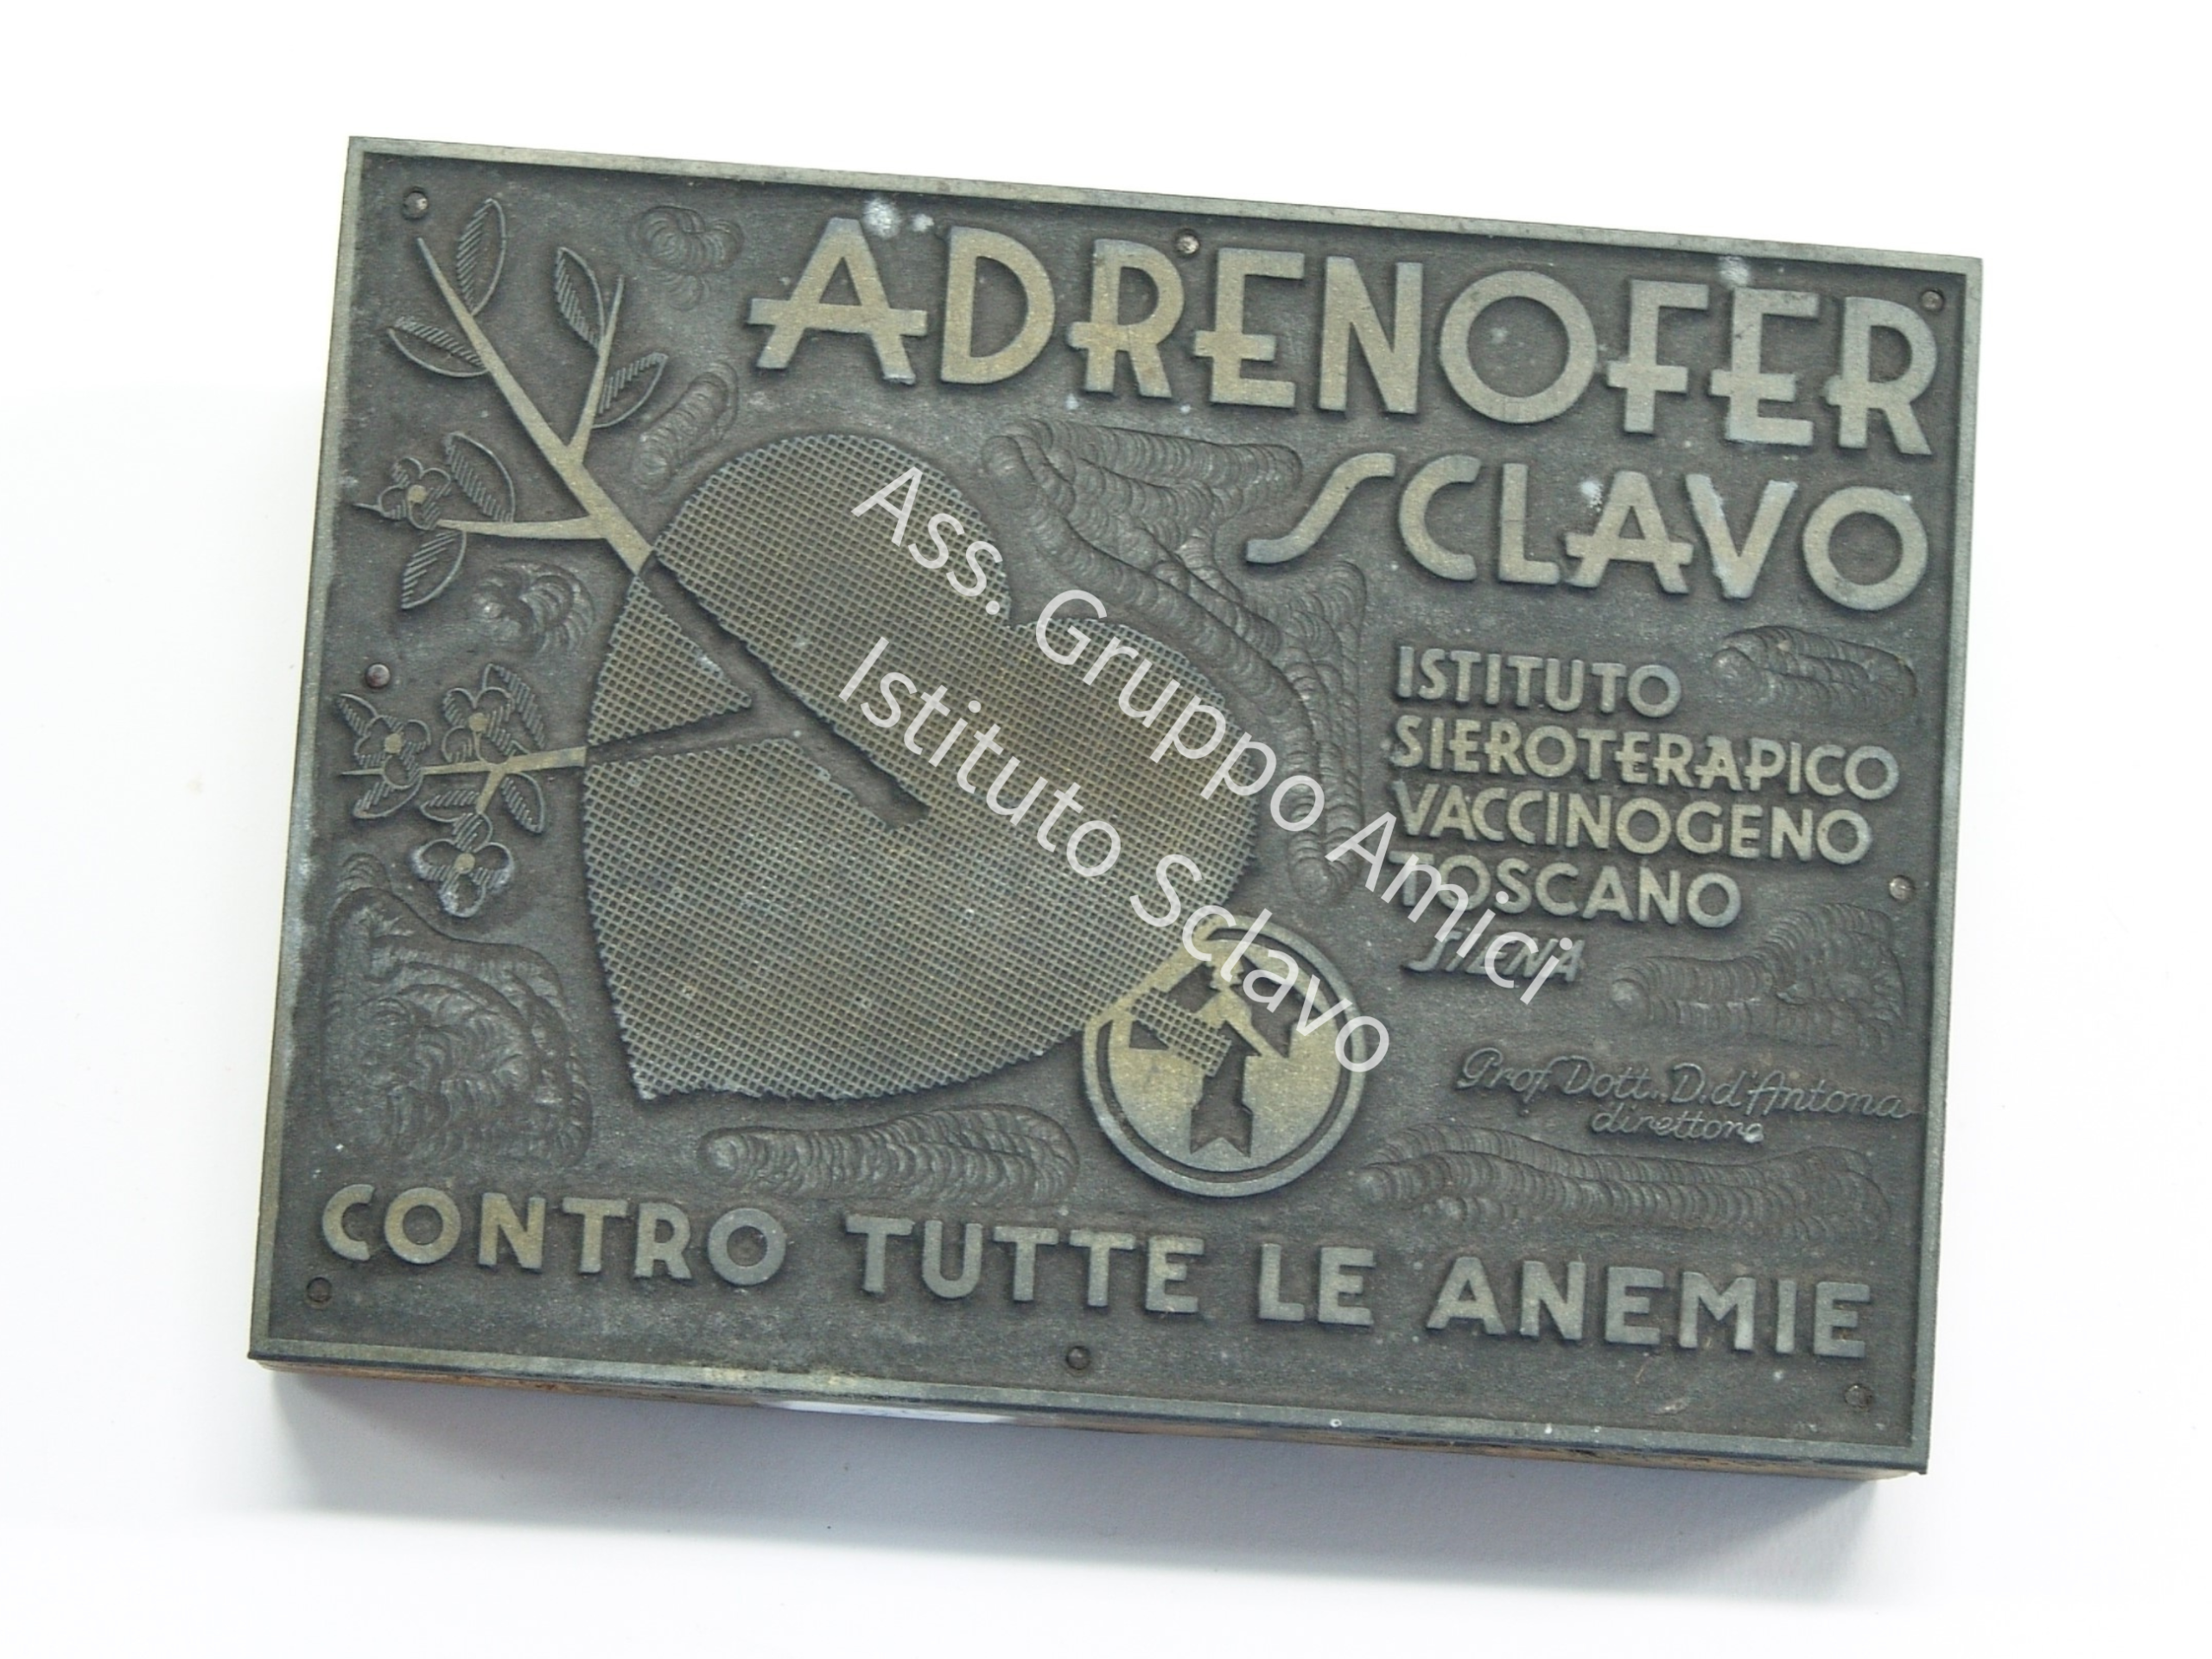 ADRENOFER
SCLAVO
ISTITUTO
SIEROTERAPICO
VACCINOGENO
TOSCANO
SIENA
Prof. Dott. D. d'Antona
direttore
CONTRO TUTTE LE ANEMIE
Ass. Gruppo Amici
Istituto Sclavo